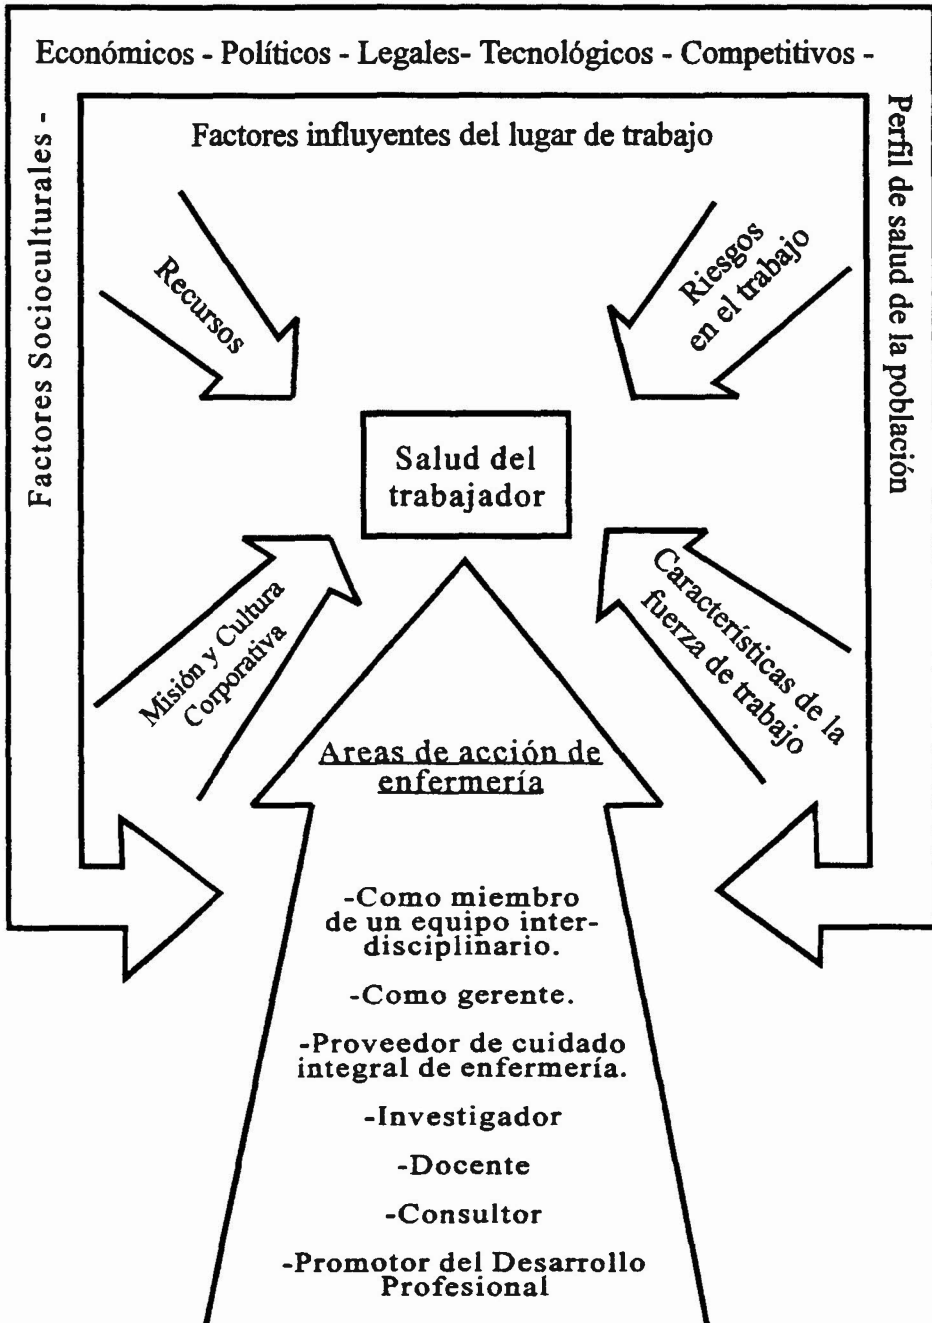 Económicos - Políticos - Legales- Tecnológicos - Competitivos -
Factores Socioculturales -
Perfil de salud de la población
Factores influyentes del lugar de trabajo
Recursos
Riesgos
en el trabajo
Salud del
trabajador
Misión y Cultura
Corporativa
Características de la
fuerza de trabajo
Areas de acción de
enfermería
-Como miembro
de un equipo inter-
disciplinario.
-Como gerente.
-Proveedor de cuidado
integral de enfermería.
-Investigador
-Docente
-Consultor
-Promotor del Desarrollo
Profesional